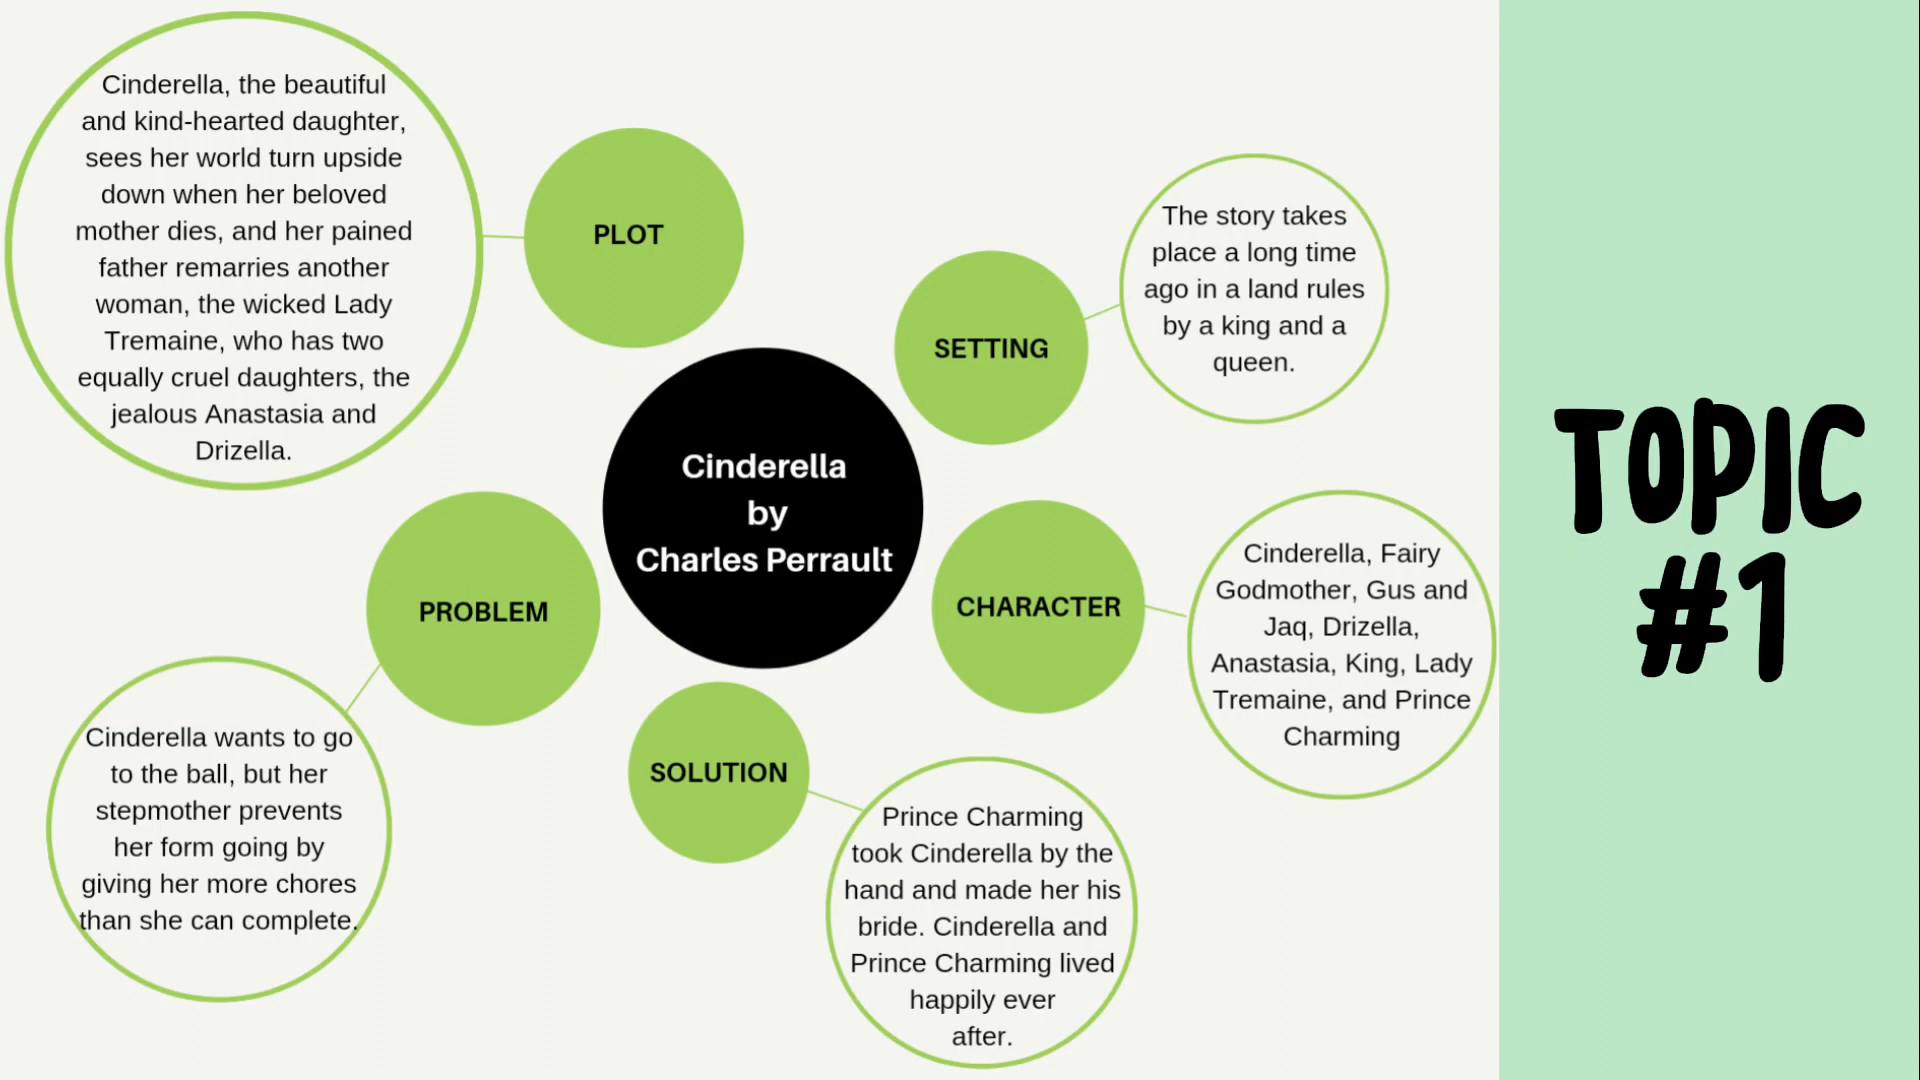 Cinderella, the beautiful
and kind-hearted daughter,
sees her world turn upside
down when her beloved
mother dies, and her pained
father remarries another
woman, the wicked Lady
Tremaine, who has two
equally cruel daughters, the
jealous Anastasia and
Drizella.
PLOT
SETTING
The story takes
place a long time
ago in a land rules
by a king and a
queen.
Cinderella
by
Charles Perrault
PROBLEM
Cinderella wants to go
to the ball, but her
stepmother prevents
her form going by
giving her more chores
than she can complete.
CHARACTER
Cinderella, Fairy
Godmother, Gus and
Jaq, Drizella,
Anastasia, King, Lady
Tremaine, and Prince
Charming
SOLUTION
Prince Charming
took Cinderella by the
hand and made her his
bride. Cinderella and
Prince Charming lived
happily ever
after.
TOPIC
#1